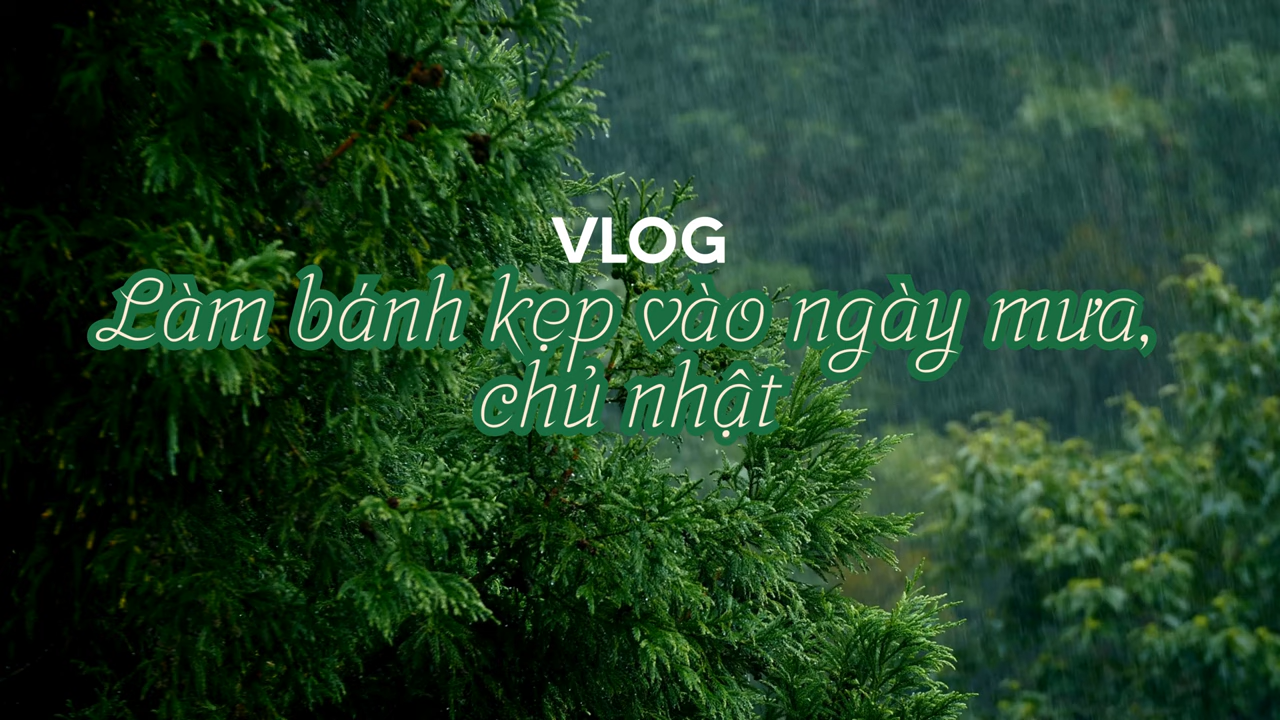 VLOG
Làm bánh kẹp vào ngày mưa,
chủ nhật